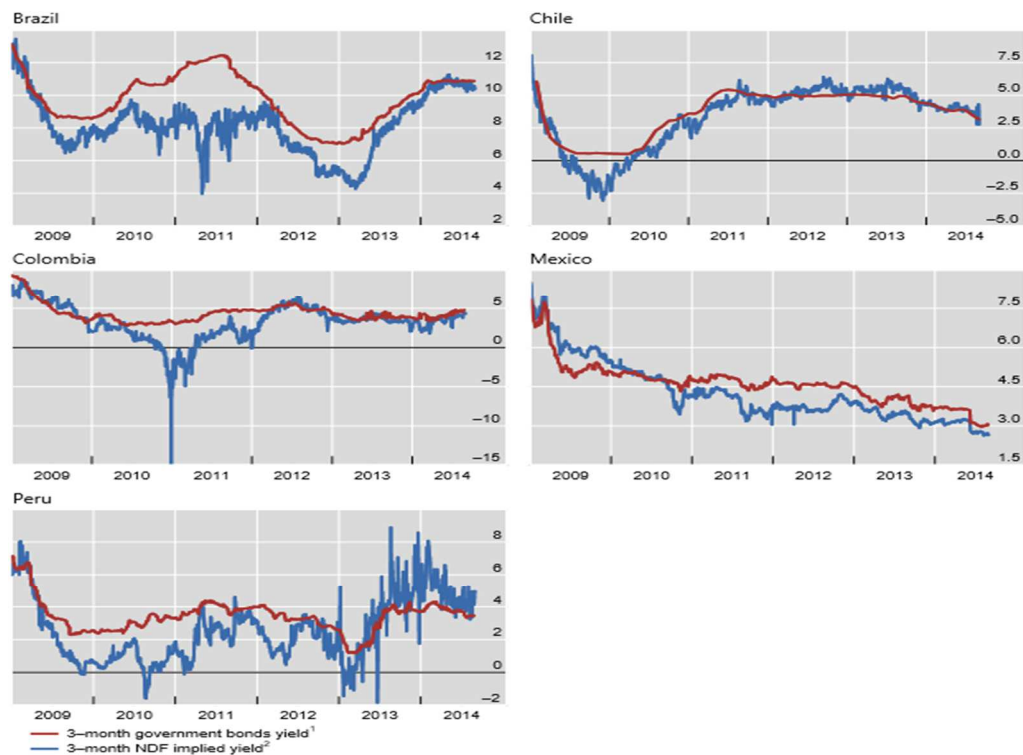 Brazil
12
10
8
6
4
2
2009 2010 2011 2012 2013 2014
Chile
7.5
5.0
2.5
0.0
–2.5
–5.0
2009 2010 2011 2012 2013 2014
Colombia
5
0
–5
–10
–15
2009 2010 2011 2012 2013 2014
Mexico
7.5
6.0
4.5
3.0
1.5
2009 2010 2011 2012 2013 2014
Peru
8
6
4
2
0
–2
2009 2010 2011 2012 2013 2014
3–month government bonds yield¹
3–month NDF implied yield²